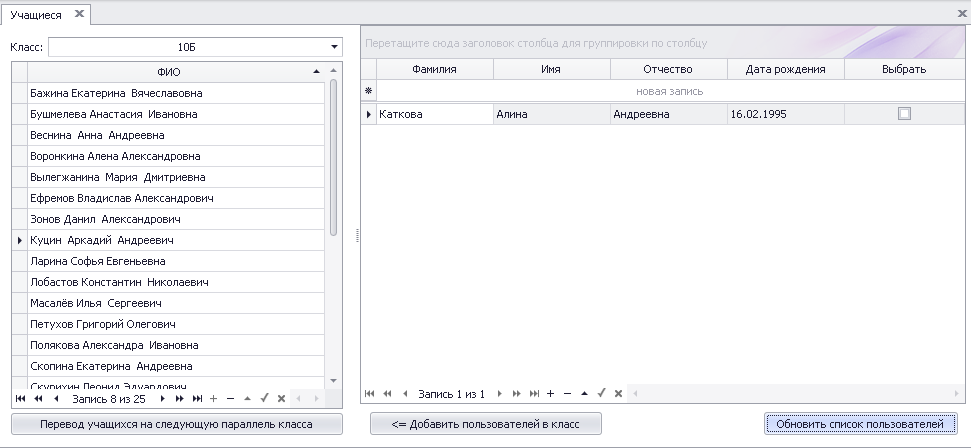 Учащиеся
Класс: 10Б
ФИО
Бажина Екатерина Вячеславовна
Бушмелева Анастасия Ивановна
Веснина Анна Андреевна
Воронкина Алена Александровна
Вылегжанина Мария Дмитриевна
Ефремов Владислав Александрович
Зонов Данил Александрович
Куцин Аркадий Андреевич
Ларина Софья Евгеньевна
Лобастов Константин Николаевич
Масалёв Илья Сергеевич
Петухов Григорий Олегович
Полякова Александра Ивановна
Скопина Екатерина Андреевна
Скурихин Леонид Эдуардович
Запись 8 из 25
Перевод учащихся на следующую параллель класса
Перетащите сюда заголовок столбца для группировки по столбцу
Фамилия Имя Отчество Дата рождения Выбрать
новая запись
Каткова Алина Андреевна 16.02.1995
Запись 1 из 1
<= Добавить пользователей в класс
Обновить список пользователей